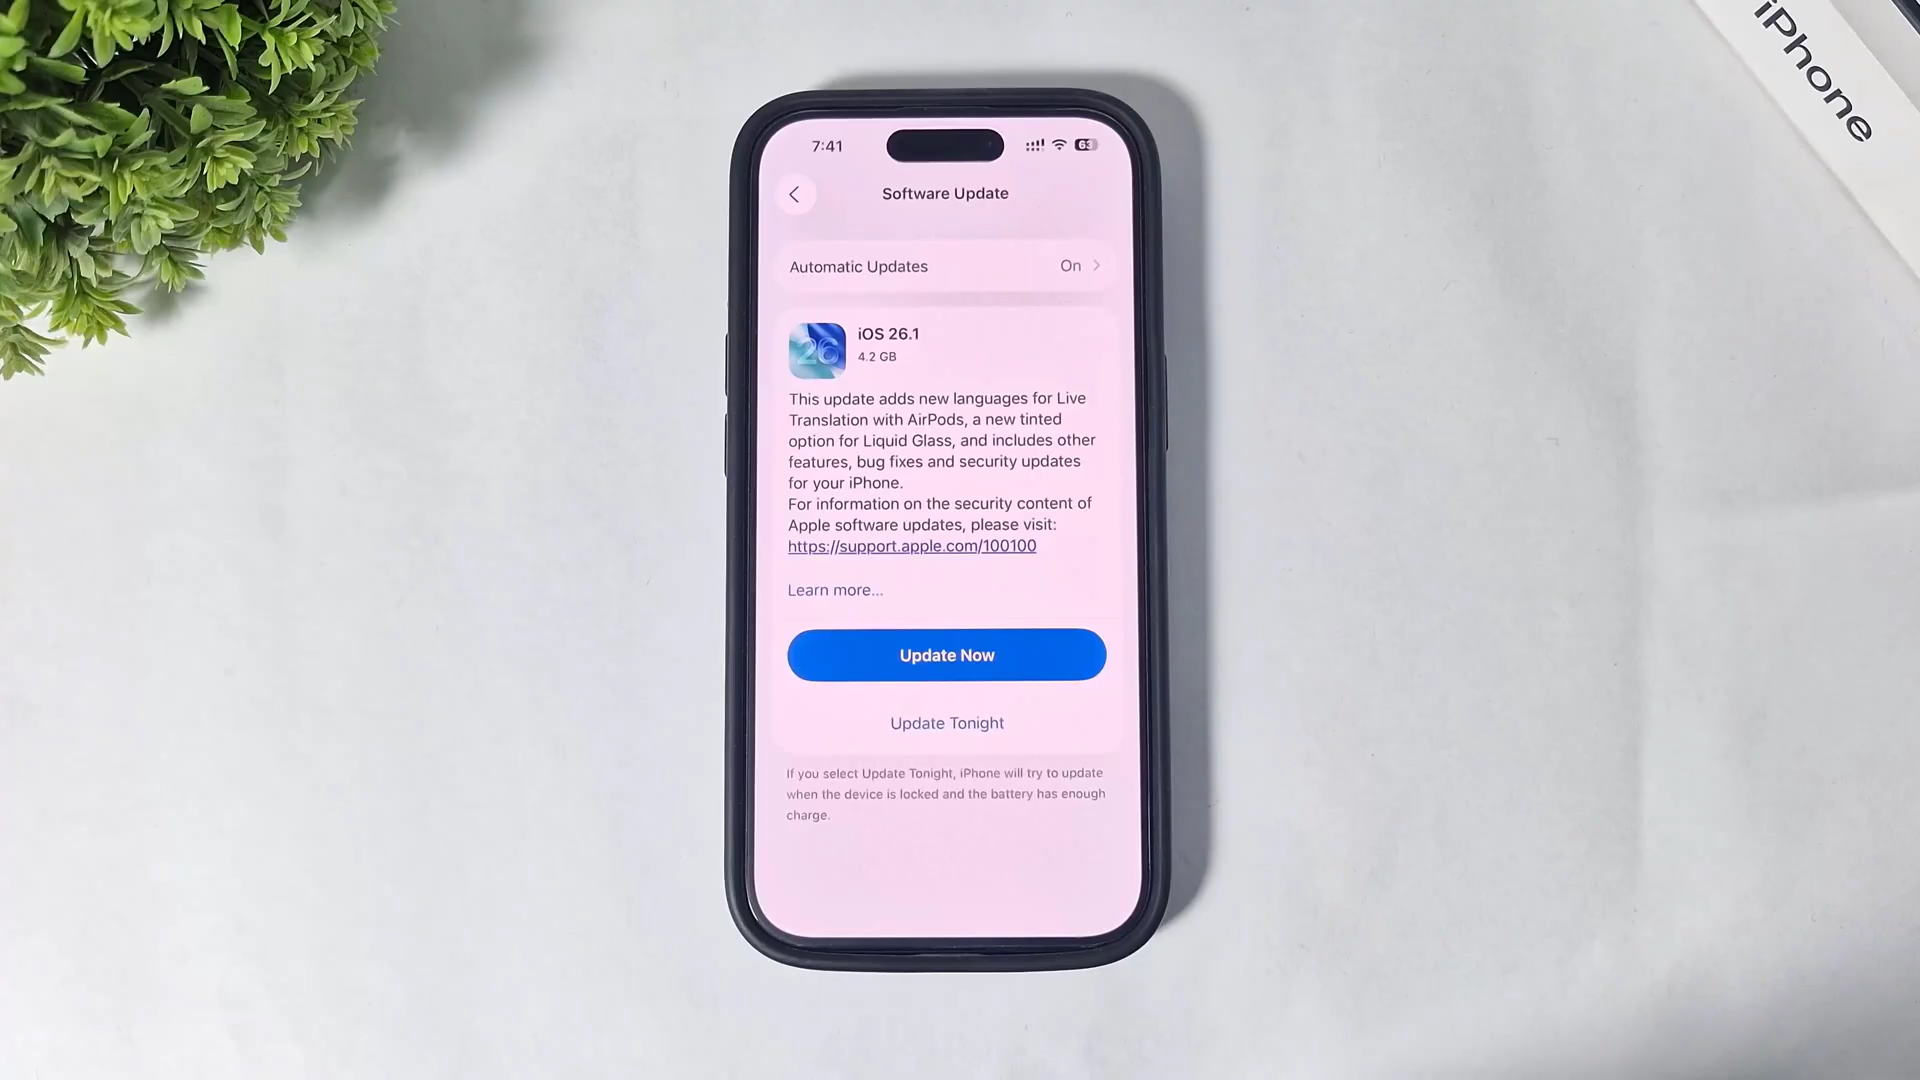 iPhone
7:41
63
Software Update
Automatic Updates On
26
iOS 26.1
4.2 GB
This update adds new languages for Live
Translation with AirPods, a new tinted
option for Liquid Glass, and includes other
features, bug fixes and security updates
for your iPhone.
For information on the security content of
Apple software updates, please visit:
https://support.apple.com/100100
Learn more...
Update Now
Update Tonight
If you select Update Tonight, iPhone will try to update
when the device is locked and the battery has enough
charge.